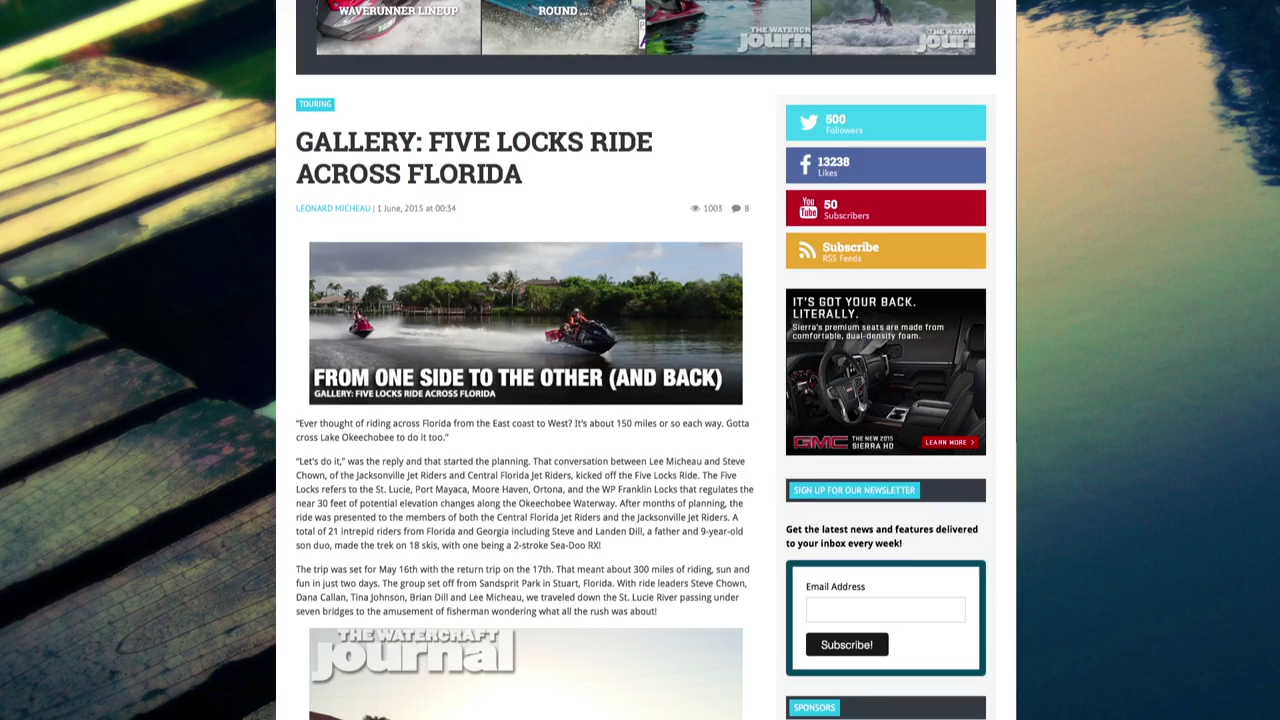 WAVERUNNER LINEUP
ROUND ...
THE WATERCR
journ
THE WATER
journ
TOURING
GALLERY: FIVE LOCKS RIDE
ACROSS FLORIDA
LEONARD MICHEAU | 1 June, 2015 at 00:34
1003 8
FROM ONE SIDE TO THE OTHER (AND BACK)
GALLERY: FIVE LOCKS RIDE ACROSS FLORIDA
“Ever thought of riding across Florida from the East coast to West? It's about 150 miles or so each way. Gotta
cross Lake Okeechobee to do it too.”
“Let's do it,” was the reply and that started the planning. That conversation between Lee Micheau and Steve
Chown, of the Jacksonville Jet Riders and Central Florida Jet Riders, kicked off the Five Locks Ride. The Five
Locks refers to the St. Lucie, Port Mayaca, Moore Haven, Ortona, and the WP Franklin Locks that regulates the
near 30 feet of potential elevation changes along the Okeechobee Waterway. After months of planning, the
ride was presented to the members of both the Central Florida Jet Riders and the Jacksonville Jet Riders. A
total of 21 intrepid riders from Florida and Georgia including Steve and Landen Dill, a father and 9-year-old
son duo, made the trek on 18 skis, with one being a 2-stroke Sea-Doo RX!
The trip was set for May 16th with the return trip on the 17th. That meant about 300 miles of riding, sun and
fun in just two days. The group set off from Sandsprit Park in Stuart, Florida. With ride leaders Steve Chown,
Dana Callan, Tina Johnson, Brian Dill and Lee Micheau, we traveled down the St. Lucie River passing under
seven bridges to the amusement of fisherman wondering what all the rush was about!
THE WATERCRAFT
journal
500
Followers
13238
Likes
You
Tube
50
Subscribers
Subscribe
RSS Feeds
IT'S GOT YOUR BACK.
LITERALLY.
Sierra's premium seats are made from
comfortable, dual-density foam.
GMC THE NEW 2015
SIERRA HD
LEARN MORE >
SIGN UP FOR OUR NEWSLETTER
Get the latest news and features delivered
to your inbox every week!
Email Address
Subscribe!
SPONSORS